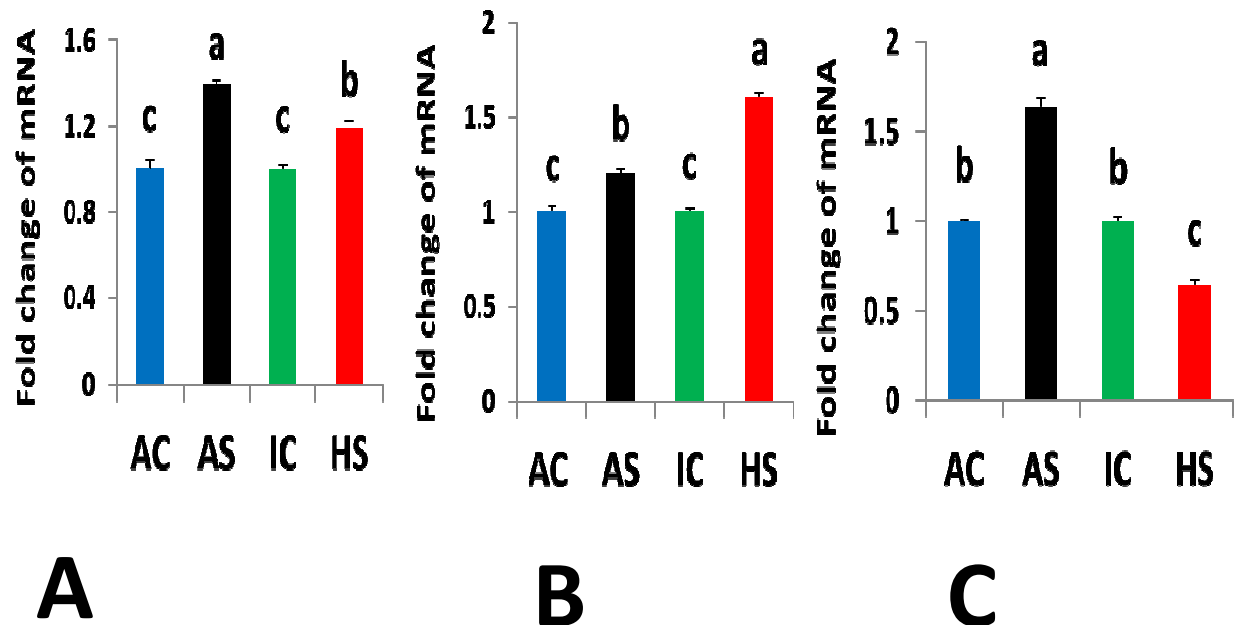 Fold change of mRNA
1.6
1.2
0.8
0.4
0
c
a
c
b
AC AS IC HS
A
Fold change of mRNA
2
1.5
1
0.5
0
c
b
c
a
AC AS IC HS
B
Fold change of mRNA
2
1.5
1
0.5
0
b
a
b
c
AC AS IC HS
C